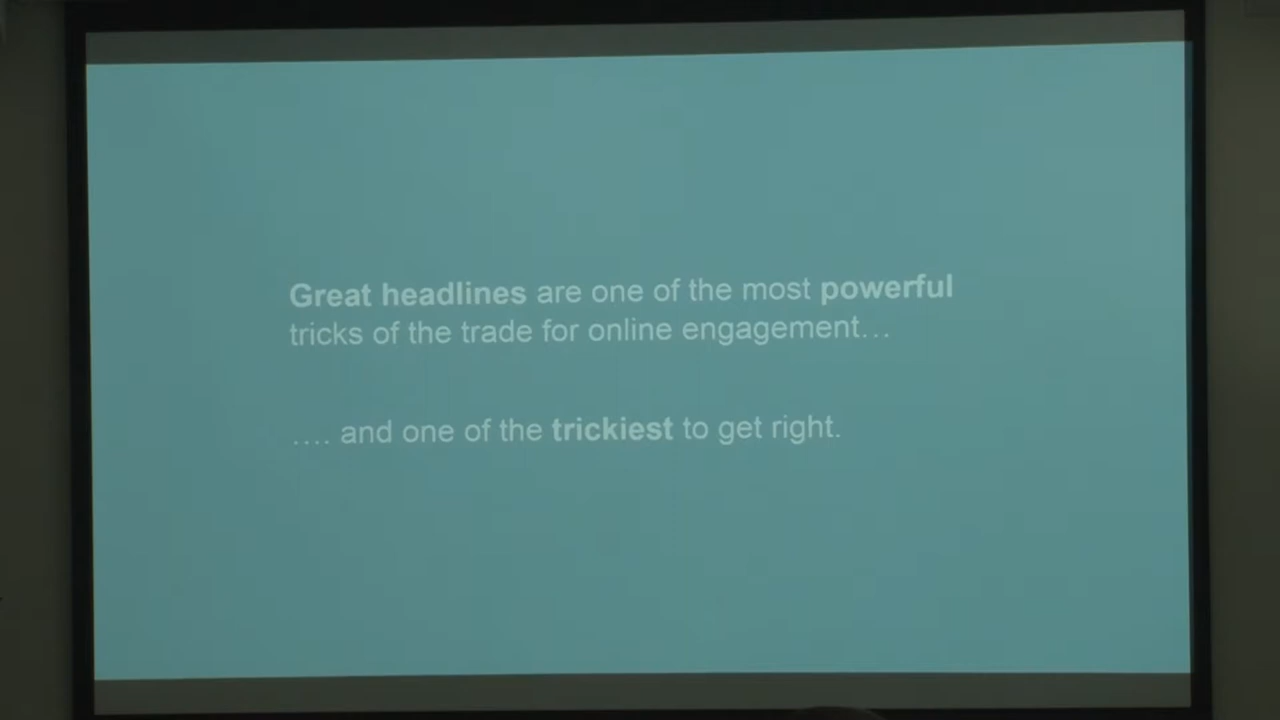 Great headlines are one of the most powerful
tricks of the trade for online engagement…
…. and one of the trickiest to get right.